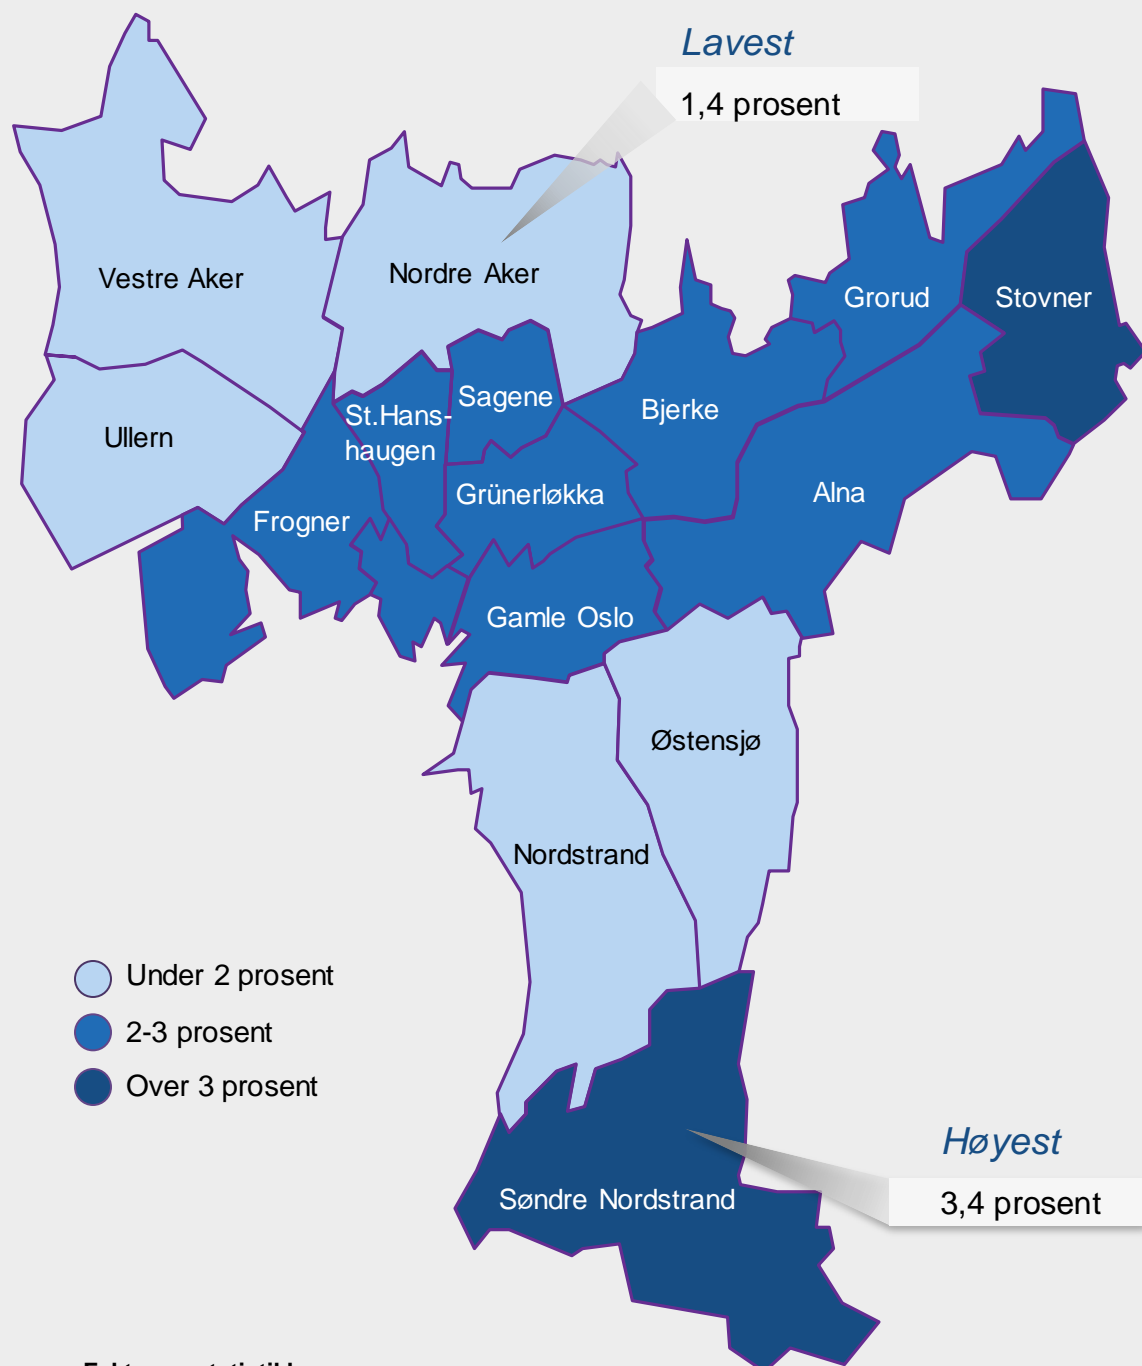 Lavest
1,4 prosent
Vestre Aker
Nordre Aker
Grorud
Stovner
Sagene
St.Hans-
haugen
Bjerke
Ullern
Grünerløkka
Alna
Frogner
Gamle Oslo
Østensjø
Nordstrand
Under 2 prosent
2-3 prosent
Over 3 prosent
Høyest
3,4 prosent
Søndre Nordstrand